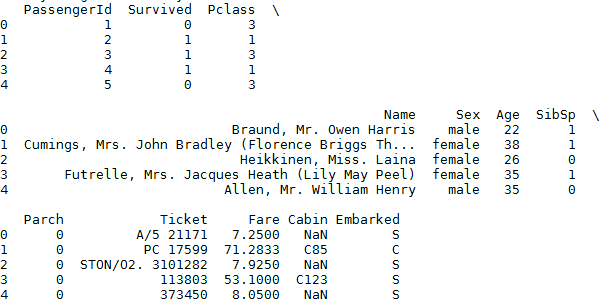 PassengerId  Survived  Pclass  \
0            1         0       3
1            2         1       1
2            3         1       3
3            4         1       1
4            5         0       3
                                                Name     Sex  Age  SibSp  \
0                            Braund, Mr. Owen Harris    male   22      1
1  Cumings, Mrs. John Bradley (Florence Briggs Th...  female   38      1
2                             Heikkinen, Miss. Laina  female   26      0
3       Futrelle, Mrs. Jacques Heath (Lily May Peel)  female   35      1
4                           Allen, Mr. William Henry    male   35      0
   Parch            Ticket     Fare Cabin Embarked
0      0         A/5 21171   7.2500   NaN        S
1      0          PC 17599  71.2833   C85        C
2      0  STON/O2. 3101282   7.9250   NaN        S
3      0            113803  53.1000  C123        S
4      0            373450   8.0500   NaN        S